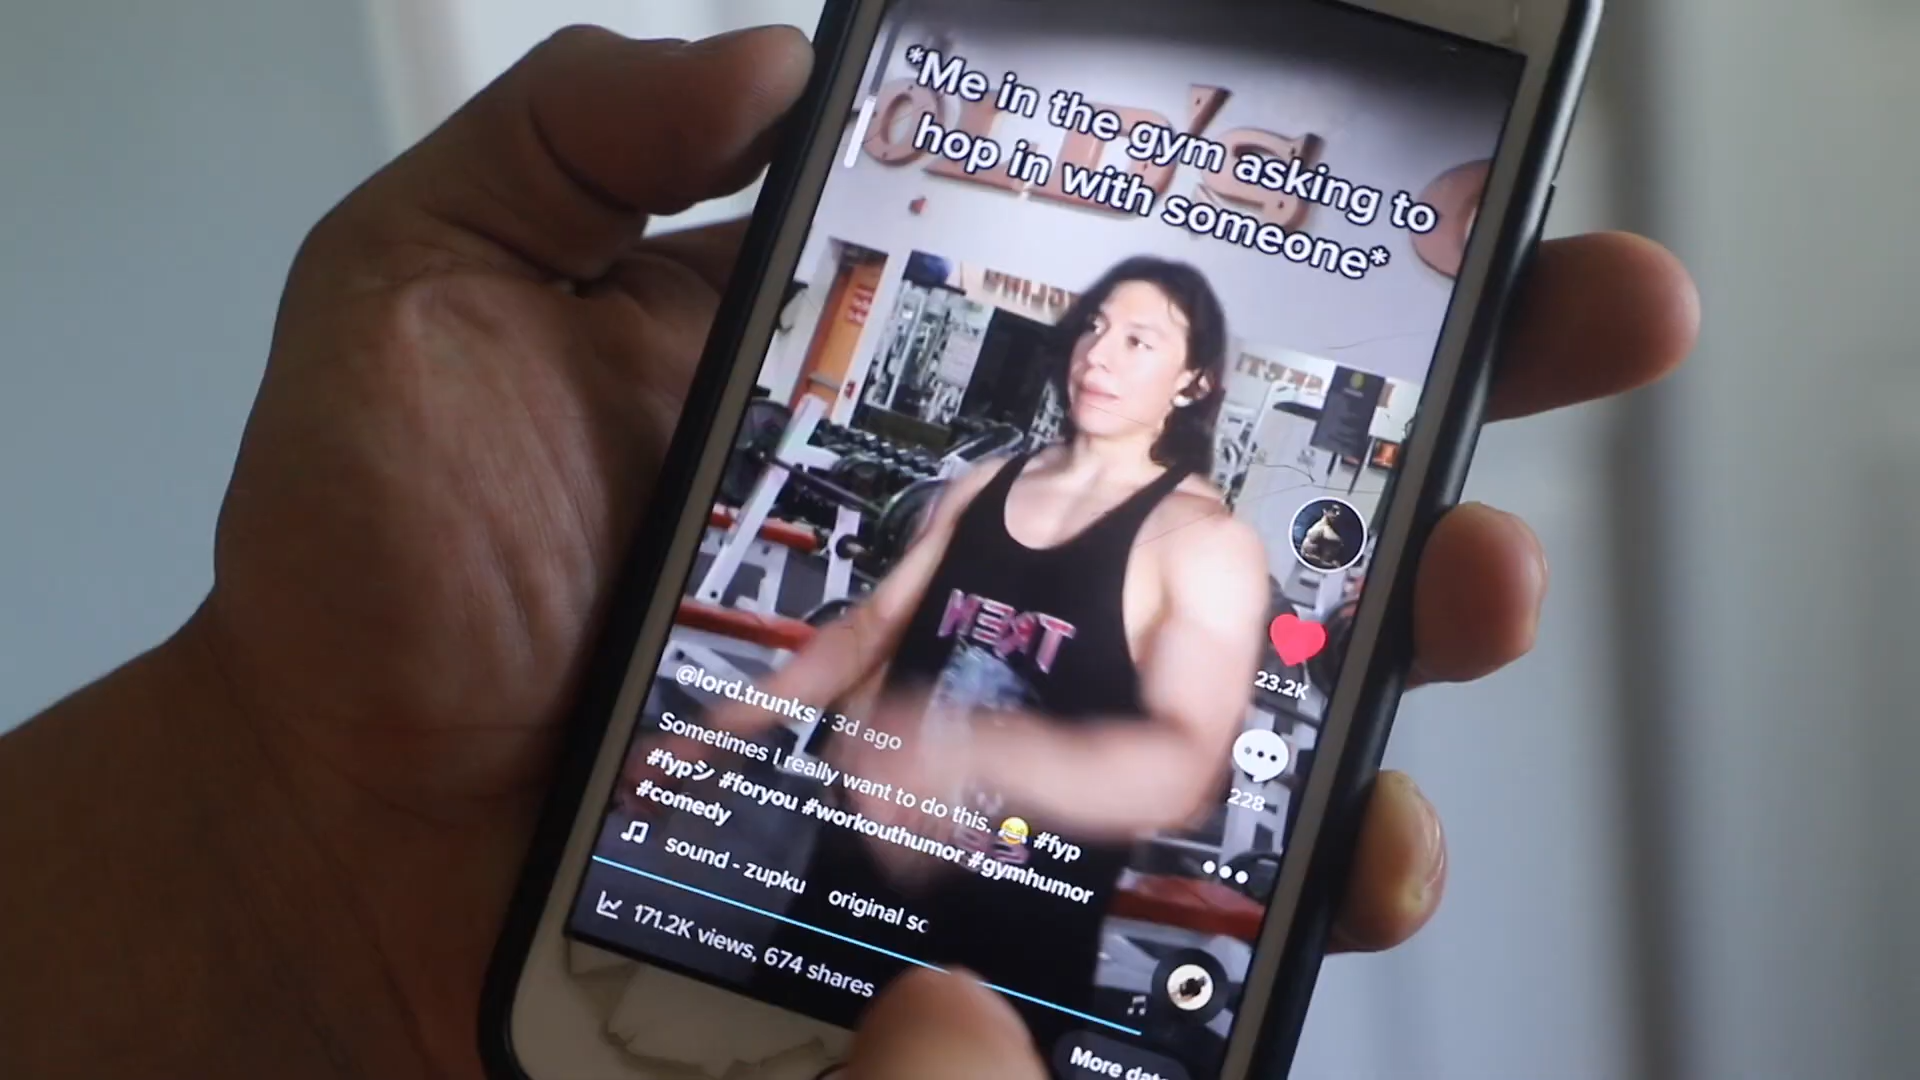 *Me in the gym asking to
hop in with someone*
NEXT
@lord.trunks · 3d ago
Sometimes I really want to do this. 😂 #fyp
#fypシ #foryou #workouthumor #gymhumor
#comedy
sound - zupku original so
23.2K
228
171.2K views, 674 shares
More data